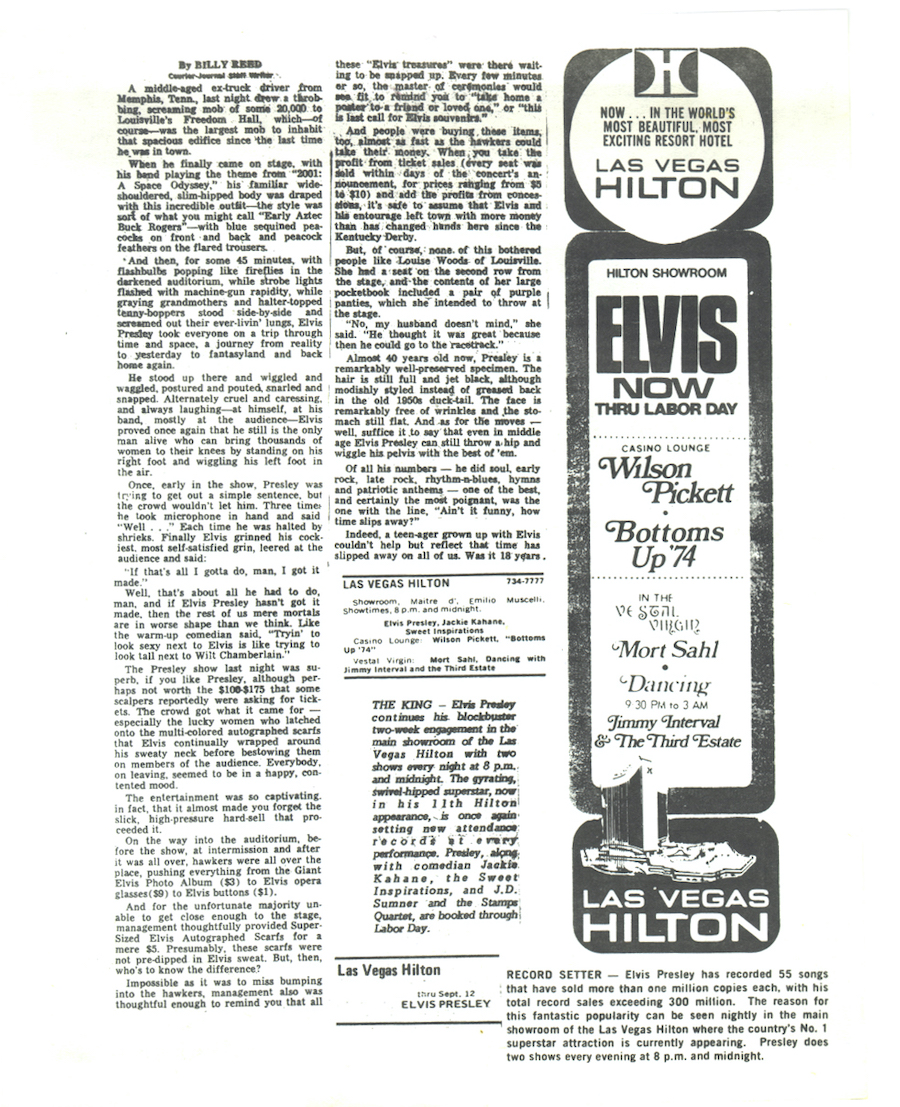 By BILLY REED
Courier-Journal Staff Writer
A middle-aged ex-truck driver from
Memphis, Tenn., last night drew a throb-
bing, screaming mob of some 20,000 to
Louisville's Freedom Hall, which—of
course—was the largest mob to inhabit
that spacious edifice since the last time
he was in town.
When he finally came on stage, with
his band playing the theme from "2001:
A Space Odyssey," his familiar wide-
shouldered, slim-hipped body was draped
with this incredible outfit—the style was
sort of what you might call "Early Aztec
Buck Rogers"—with blue sequined pea-
cocks on front and back and peacock
feathers on the flared trousers.
And then, for some 45 minutes, with
flashbulbs popping like fireflies in the
darkened auditorium, while strobe lights
flashed with machine-gun rapidity, while
graying grandmothers and halter-topped
tenny-boppers stood side-by-side and
screamed out their ever-livin' lungs, Elvis
Presley took everyone on a trip through
time and space, a journey from reality
to yesterday to fantasyland and back
home again.
He stood up there and wiggled and
waggled, postured and pouted, snarled and
snapped. Alternately cruel and caressing,
and always laughing—at himself, at his
band, mostly at the audience—Elvis
proved once again that he still is the only
man alive who can bring thousands of
women to their knees by standing on his
right foot and wiggling his left foot in
the air.
Once, early in the show, Presley was
trying to get out a simple sentence, but
the crowd wouldn't let him. Three times
he took microphone in hand and said
"Well . . ." Each time he was halted by
shrieks. Finally Elvis grinned his cock-
iest, most self-satisfied grin, leered at the
audience and said:
"If that's all I gotta do, man, I got it
made."
Well, that's about all he had to do,
man, and if Elvis Presley hasn't got it
made, then the rest of us mere mortals
are in worse shape than we think. Like
the warm-up comedian said, "Tryin' to
look sexy next to Elvis is like trying to
look tall next to Wilt Chamberlain."
The Presley show last night was su-
perb, if you like Presley, although per-
haps not worth the $100-$175 that some
scalpers reportedly were asking for tick-
ets. The crowd got what it came for —
especially the lucky women who latched
onto the multi-colored autographed scarfs
that Elvis continually wrapped around
his sweaty neck before bestowing them
on members of the audience. Everybody,
on leaving, seemed to be in a happy, con-
tented mood.
The entertainment was so captivating.
in fact, that it almost made you forget the
slick, high-pressure hard-sell that pro-
ceeded it.
On the way into the auditorium, be-
fore the show, at intermission and after
it was all over, hawkers were all over the
place, pushing everything from the Giant
Elvis Photo Album ($3) to Elvis opera
glasses($9) to Elvis buttons ($1).
And for the unfortunate majority un-
able to get close enough to the stage,
management thoughtfully provided Super-
Sized Elvis Autographed Scarfs for a
mere $5. Presumably, these scarfs were
not pre-dipped in Elvis sweat. But, then,
who's to know the difference?
Impossible as it was to miss bumping
into the hawkers, management also was
thoughtful enough to remind you that all
these "Elvis treasures" were there wait-
ing to be snapped up. Every few minutes
or so, the master of ceremonies would
see fit to remind you to "take home a
poster to a friend or loved one," or "this
is last call for Elvis souvenirs."
And people were buying these items,
too, almost as fast as the hawkers could
take their money. When you take the
profit from ticket sales (every seat was
sold within days of the concert's an-
nouncement, for prices ranging from $5
to $10) and add the profits from conces-
sions, it's safe to assume that Elvis and
his entourage left town with more money
than has changed hands here since the
Kentucky Derby.
But, of course, none of this bothered
people like Louise Woods of Louisville.
She had a seat on the second row from
the stage, and the contents of her large
pocketbook included a pair of purple
panties, which she intended to throw at
the stage.
"No, my husband doesn't mind," she
said. "He thought it was great because
then he could go to the racetrack."
Almost 40 years old now, Presley is a
remarkably well-preserved specimen. The
hair is still full and jet black, although
modishly styled instead of greased back
in the old 1950s duck-tail. The face is
remarkably free of wrinkles and the sto-
mach still flat. And as for the moves —
well, suffice it to say that even in middle
age Elvis Presley can still throw a hip and
wiggle his pelvis with the best of 'em.
Of all his numbers — he did soul, early
rock, late rock, rhythm-n-blues, hymns
and patriotic anthems — one of the best,
and certainly the most poignant, was the
one with the line, "Ain't it funny, how
time slips away?"
Indeed, a teen-ager grown up with Elvis
couldn't help but reflect that time has
slipped away on all of us. Was it 18 years .
LAS VEGAS HILTON 734-7777
Showroom, Maitre d', Emilio Muscelli,
Showtimes, 8 p.m. and midnight.
Elvis Presley, Jackie Kahane,
Sweet Inspirations
Casino Lounge: Wilson Pickett, "Bottoms
Up '74"
Vestal Virgin: Mort Sahl, Dancing with
Jimmy Interval and the Third Estate
THE KING — Elvis Presley
continues his blockbuster
two-week engagement in the
main showroom of the Las
Vegas Hilton with two
shows every night at 8 p.m.
and midnight. The gyrating,
swivel-hipped superstar, now
in his 11th Hilton
appearance, is once again
setting new attendance
records at every
performance. Presley, along
with comedian Jackie
Kahane, the Sweet
Inspirations, and J.D.
Sumner and the Stamps
Quartet, are booked through
Labor Day.
Las Vegas Hilton
thru Sept. 12
ELVIS PRESLEY
H
NOW . . . IN THE WORLD'S
MOST BEAUTIFUL, MOST
EXCITING RESORT HOTEL
LAS VEGAS
HILTON
HILTON SHOWROOM
ELVIS
NOW
THRU LABOR DAY
CASINO LOUNGE
Wilson
Pickett
•
Bottoms
Up '74
IN THE
VESTAL
VIRGIN
Mort Sahl
•
Dancing
9:30 PM to 3 AM
Jimmy Interval
& The Third Estate
LAS VEGAS
HILTON
RECORD SETTER — Elvis Presley has recorded 55 songs
that have sold more than one million copies each, with his
total record sales exceeding 300 million. The reason for
this fantastic popularity can be seen nightly in the main
showroom of the Las Vegas Hilton where the country's No. 1
superstar attraction is currently appearing. Presley does
two shows every evening at 8 p.m. and midnight.